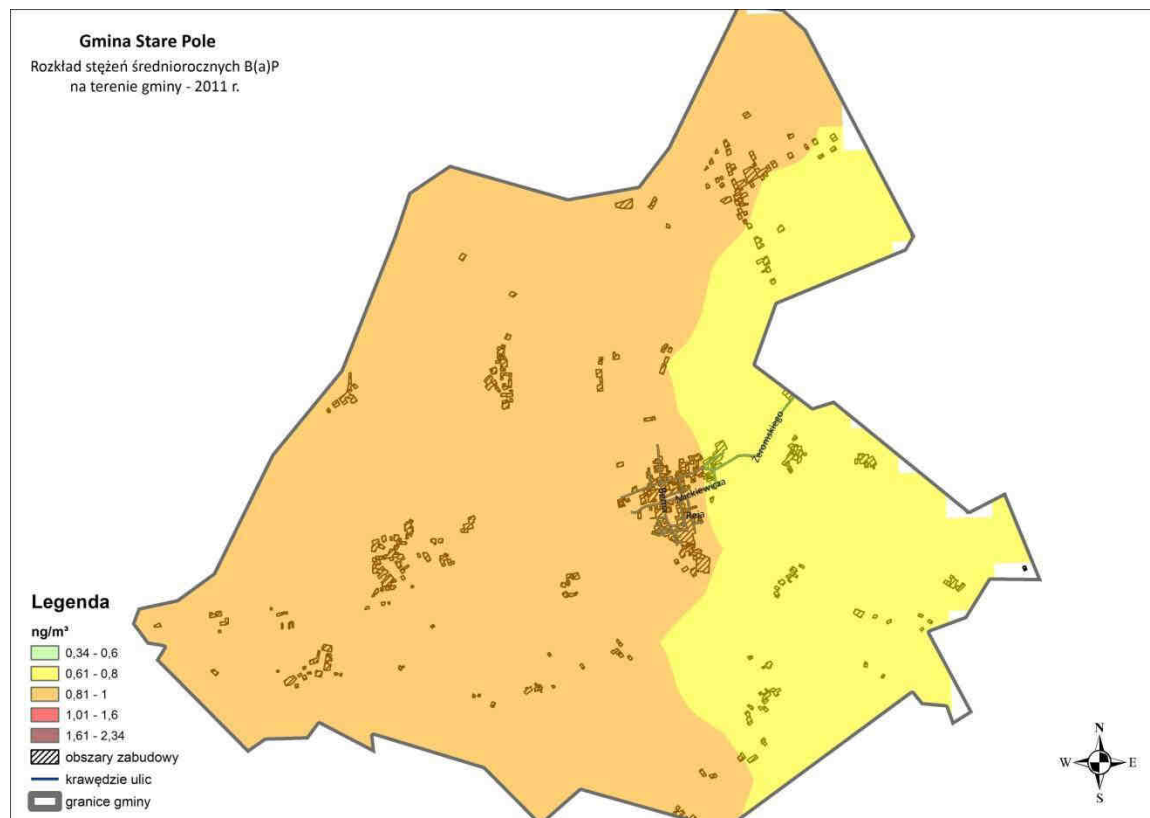 Gmina Stare Pole
Rozkład stężeń średniorocznych B(a)P
na terenie gminy - 2011 r.
Żeromskiego
Mickiewicza
Reja
Legenda
ng/m³
0,34 - 0,6
0,61 - 0,8
0,81 - 1
1,01 - 1,6
1,61 - 2,34
obszary zabudowy
krawędzie ulic
granice gminy
N
W
E
S